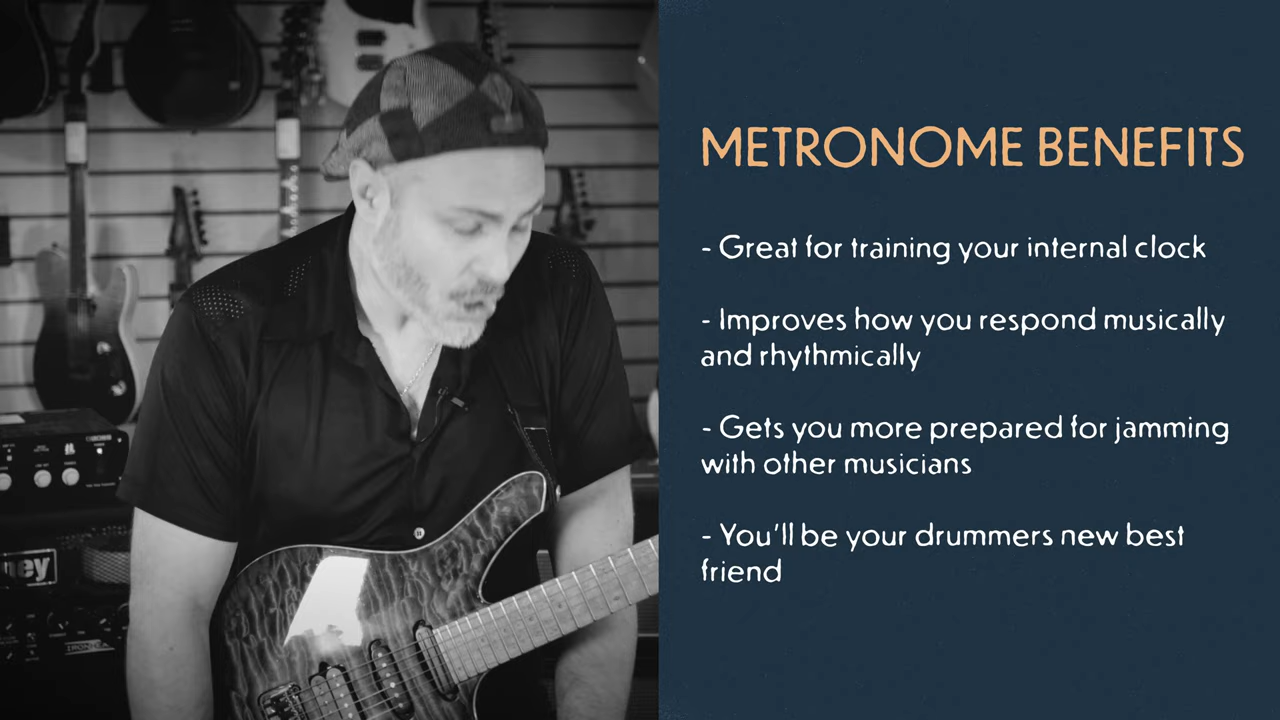 METRONOME BENEFITS
- Great for training your internal clock
- Improves how you respond musically
and rhythmically
- Gets you more prepared for jamming
with other musicians
- You'll be your drummers new best
friend